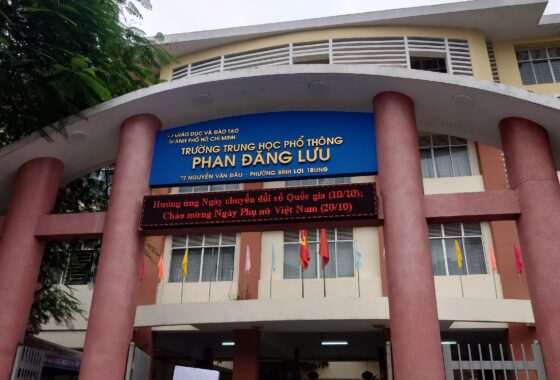 GIÁO DỤC VÀ ĐÀO TẠO
THÀNH PHỐ HỒ CHÍ MINH
TRƯỜNG TRUNG HỌC PHỔ THÔNG
PHAN ĐĂNG LƯU
NGUYỄN VĂN ĐẬU - PHƯỜNG BÌNH LỢI TRUNG
Hưởng ứng Ngày chuyển đổi số Quốc gia (10/10);
Chào mừng Ngày Phụ nữ Việt Nam (20/10)